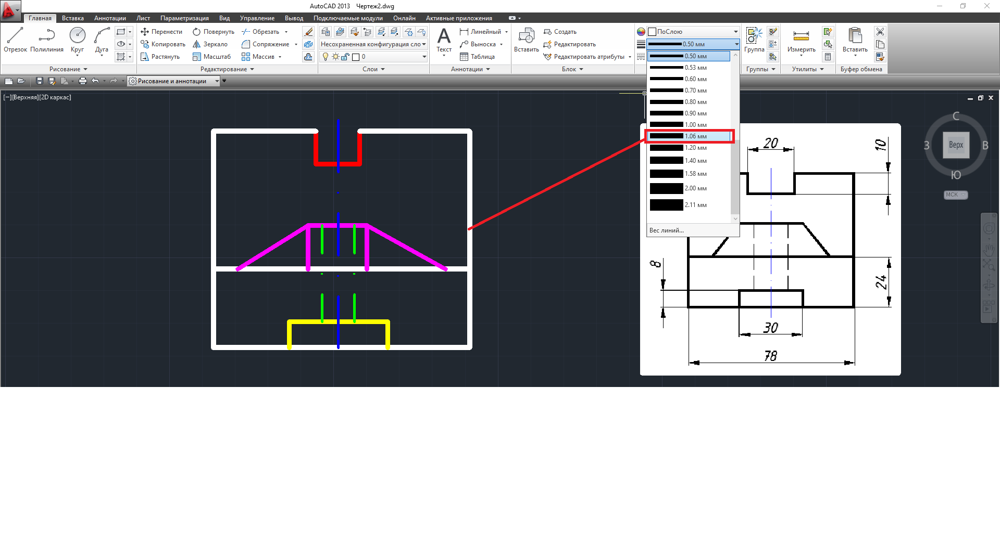 AutoCAD 2013 Чертеж2.dwg
Главная Вставка Аннотации Лист Параметризация Вид Управление Вывод Подключаемые модули Онлайн Активные приложения
Отрезок Полилиния Круг Дуга
Перенести Повернуть Обрезать
Копировать Зеркало Сопряжение
Растянуть Масштаб Массив
Несохраненная конфигурация сло
0
Текст
Линейный
Выноска
Таблица
Вставить
Создать
Редактировать
Редактировать атрибуты
ПоСлою
0.50 мм
Группа
Измерить
Вставить
Рисование Редактирование Слои Аннотации Блок Группы Утилиты Буфер обмена
Рисование и аннотации
[−][Верхняя][2D каркас]
0.50 мм
0.53 мм
0.60 мм
0.70 мм
0.80 мм
0.90 мм
1.00 мм
1.06 мм
1.20 мм
1.40 мм
1.58 мм
2.00 мм
2.11 мм
Вес линий...
С
З Верх В
Ю
МСК
20
10
8
24
30
78